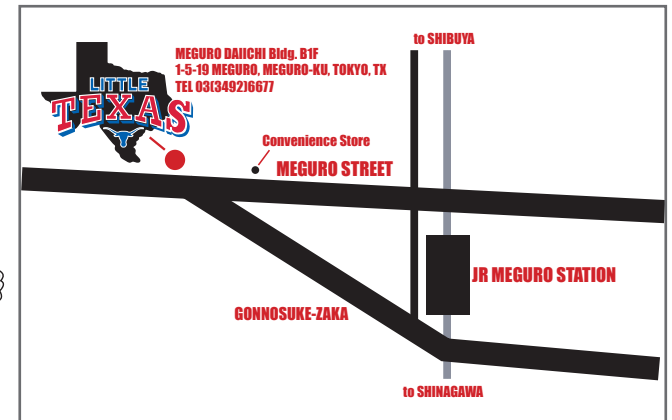 to SHIBUYA
MEGURO DAIICHI Bldg. B1F
1-5-19 MEGURO, MEGURO-KU, TOKYO, TX
TEL 03(3492)6677
LITTLE
TEXAS
Convenience Store
MEGURO STREET
JR MEGURO STATION
GONNOSUKE-ZAKA
to SHINAGAWA